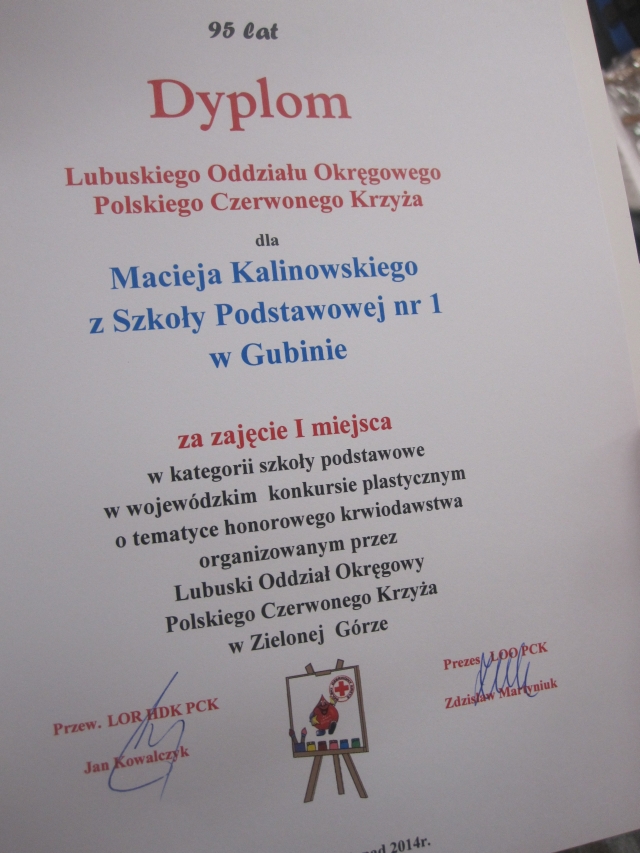 95 lat
Dyplom
Lubuskiego Oddziału Okręgowego
Polskiego Czerwonego Krzyża
dla
Macieja Kalinowskiego
z Szkoły Podstawowej nr 1
w Gubinie
za zajęcie I miejsca
w kategorii szkoły podstawowe
w wojewódzkim konkursie plastycznym
o tematyce honorowego krwiodawstwa
organizowanym przez
Lubuski Oddział Okręgowy
Polskiego Czerwonego Krzyża
w Zielonej Górze
Przew. LOR HDK PCK
Jan Kowalczyk
Prezes LOO PCK
Zdzisław Martyniuk
2014r.